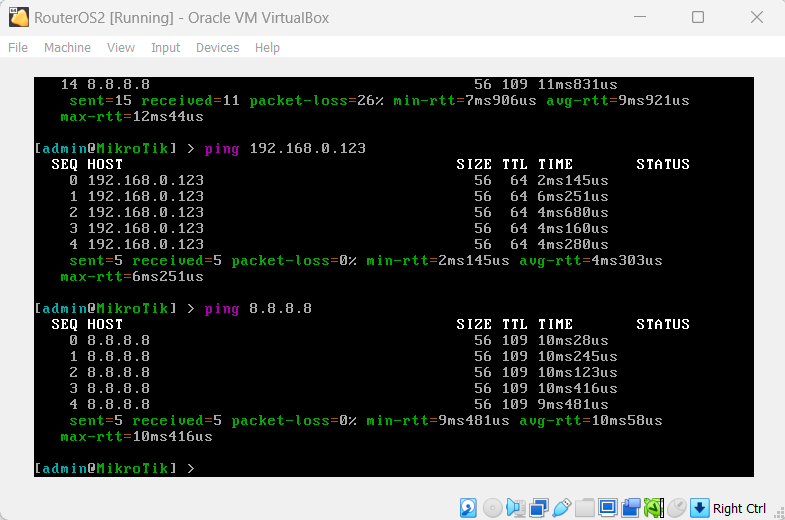 RouterOS2 [Running] - Oracle VM VirtualBox
File Machine View Input Devices Help
14 8.8.8.8 56 109 11ms831us
sent=15 received=11 packet-loss=26% min-rtt=7ms906us avg-rtt=9ms921us
max-rtt=12ms44us
[admin@MikroTik] > ping 192.168.0.123
SEQ HOST SIZE TTL TIME STATUS
0 192.168.0.123 56 64 2ms145us
1 192.168.0.123 56 64 6ms251us
2 192.168.0.123 56 64 4ms680us
3 192.168.0.123 56 64 4ms160us
4 192.168.0.123 56 64 4ms280us
sent=5 received=5 packet-loss=0% min-rtt=2ms145us avg-rtt=4ms303us
max-rtt=6ms251us
[admin@MikroTik] > ping 8.8.8.8
SEQ HOST SIZE TTL TIME STATUS
0 8.8.8.8 56 109 10ms28us
1 8.8.8.8 56 109 10ms245us
2 8.8.8.8 56 109 10ms123us
3 8.8.8.8 56 109 10ms416us
4 8.8.8.8 56 109 9ms481us
sent=5 received=5 packet-loss=0% min-rtt=9ms481us avg-rtt=10ms58us
max-rtt=10ms416us
[admin@MikroTik] >
Right Ctrl